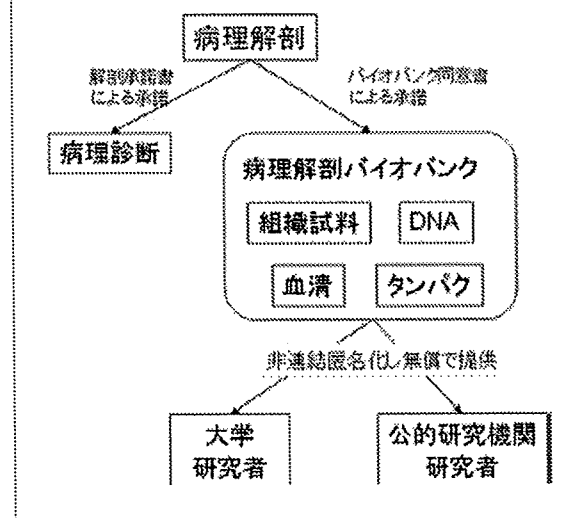 病理解剖
解剖承諾書
による承諾
バイオバンク同意書
による承諾
病理診断
病理解剖バイオバンク
組織試料
DNA
血清
タンパク
非連結匿名化し無償で提供
大学
研究者
公的研究機関
研究者